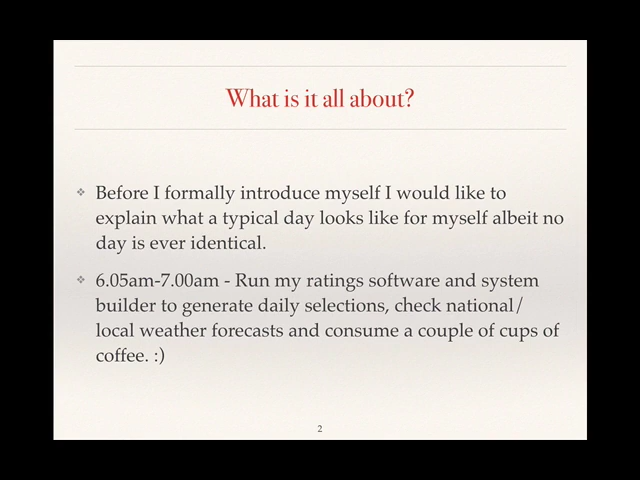 What is it all about?
Before I formally introduce myself I would like to
explain what a typical day looks like for myself albeit no
day is ever identical.
6.05am-7.00am - Run my ratings software and system
builder to generate daily selections, check national/
local weather forecasts and consume a couple of cups of
coffee. :)
2